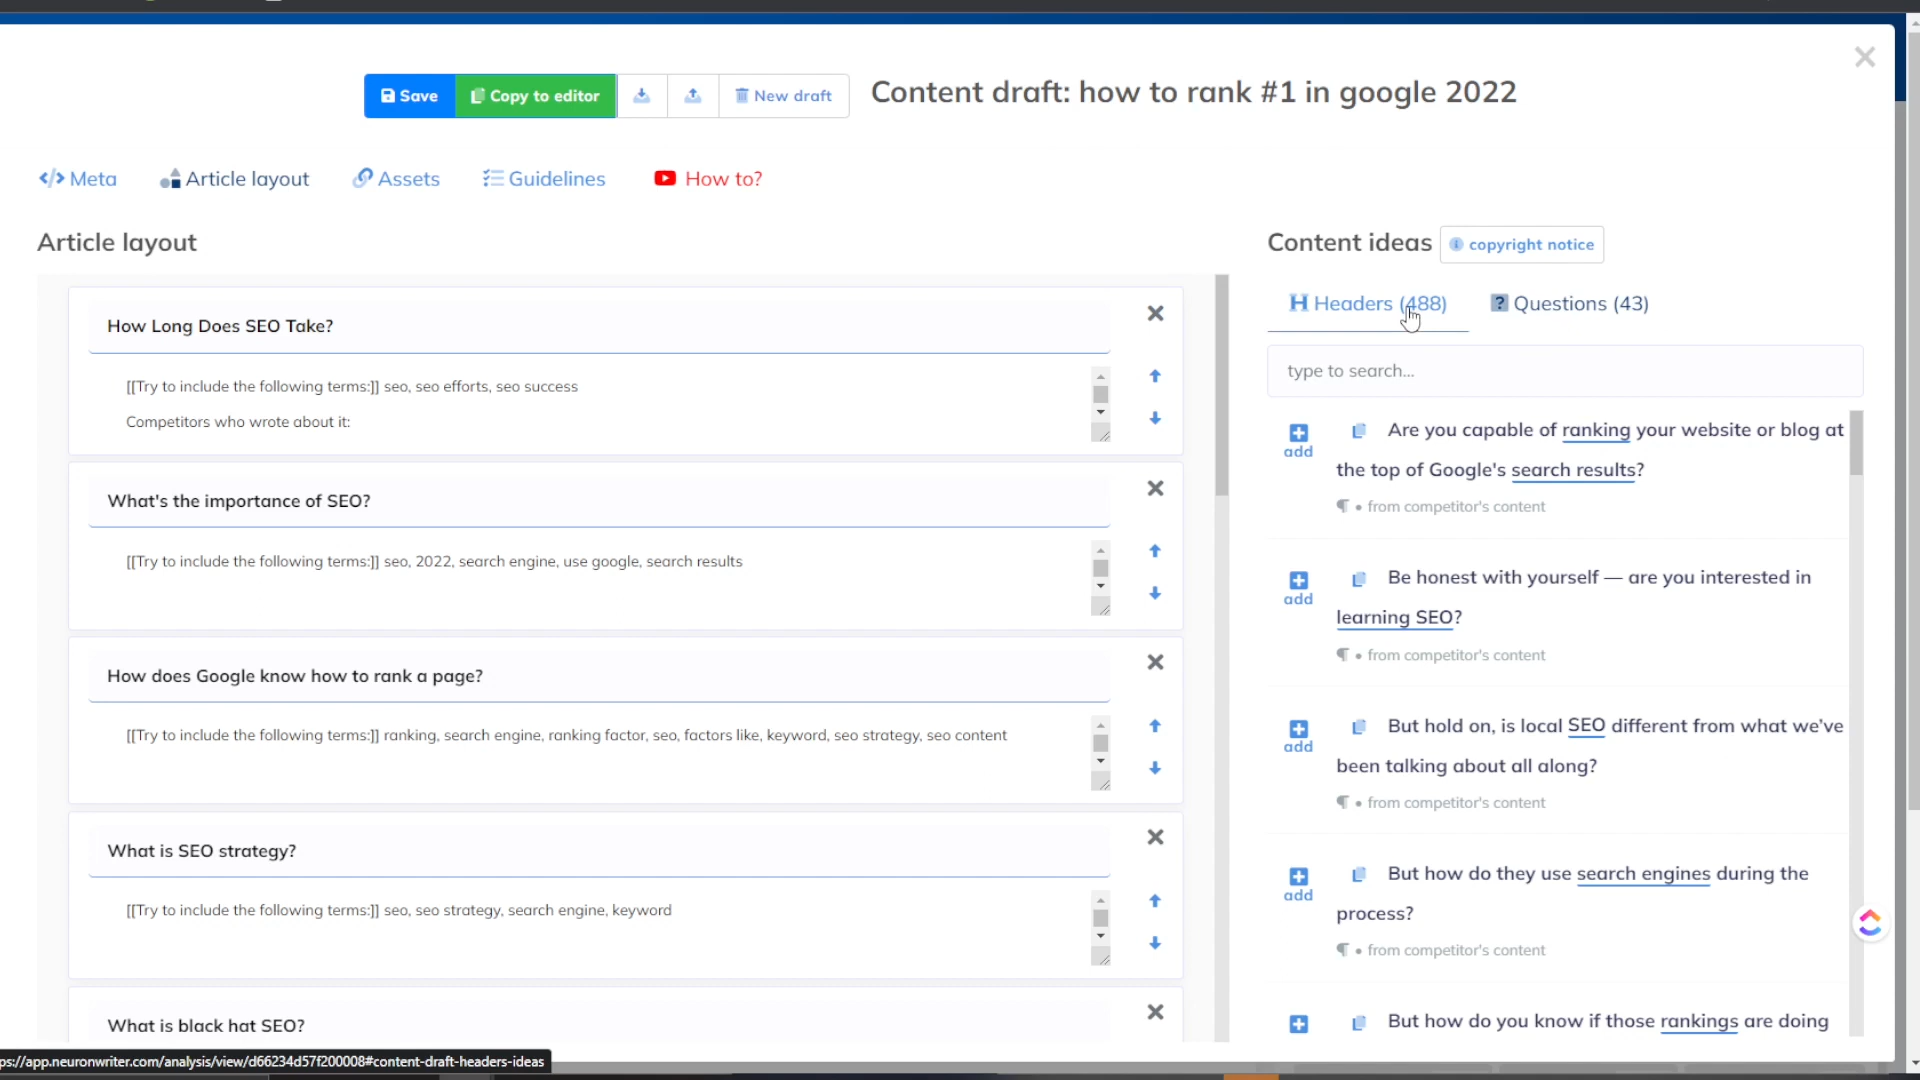 Save
Copy to editor
New draft
Content draft: how to rank #1 in google 2022
</> Meta
Article layout
Assets
Guidelines
How to?
Article layout
How Long Does SEO Take?
[[Try to include the following terms:]] seo, seo efforts, seo success
Competitors who wrote about it:
What's the importance of SEO?
[[Try to include the following terms:]] seo, 2022, search engine, use google, search results
How does Google know how to rank a page?
[[Try to include the following terms:]] ranking, search engine, ranking factor, seo, factors like, keyword, seo strategy, seo content
What is SEO strategy?
[[Try to include the following terms:]] seo, seo strategy, search engine, keyword
What is black hat SEO?
Content ideas
copyright notice
H Headers (488)
? Questions (43)
type to search...
add
Are you capable of ranking your website or blog at
the top of Google's search results?
¶ • from competitor's content
add
Be honest with yourself — are you interested in
learning SEO?
¶ • from competitor's content
add
But hold on, is local SEO different from what we've
been talking about all along?
¶ • from competitor's content
add
But how do they use search engines during the
process?
¶ • from competitor's content
But how do you know if those rankings are doing
ps://app.neuronwriter.com/analysis/view/d66234d57f200008#content-draft-headers-ideas